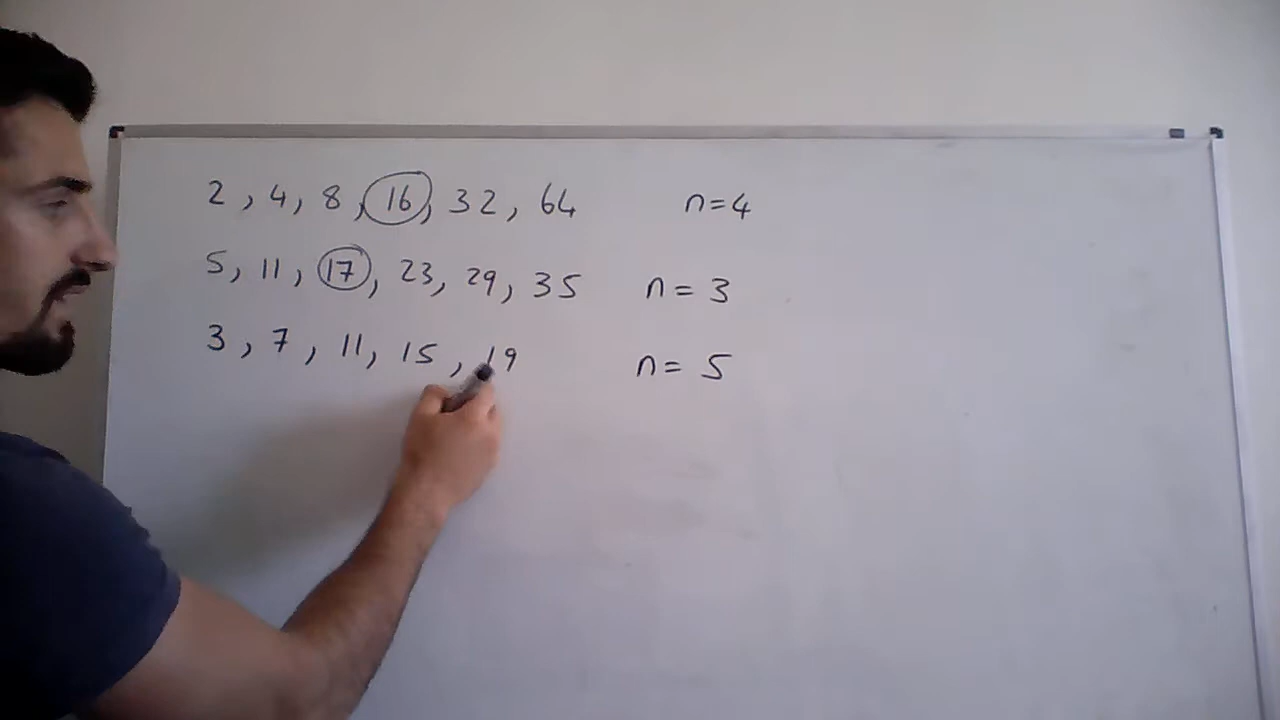 2 , 4, 8 , 16, 32, 64 n=4
5, 11, 17, 23, 29, 35 n= 3
3 , 7 , 11, 15 , 19 n= 5